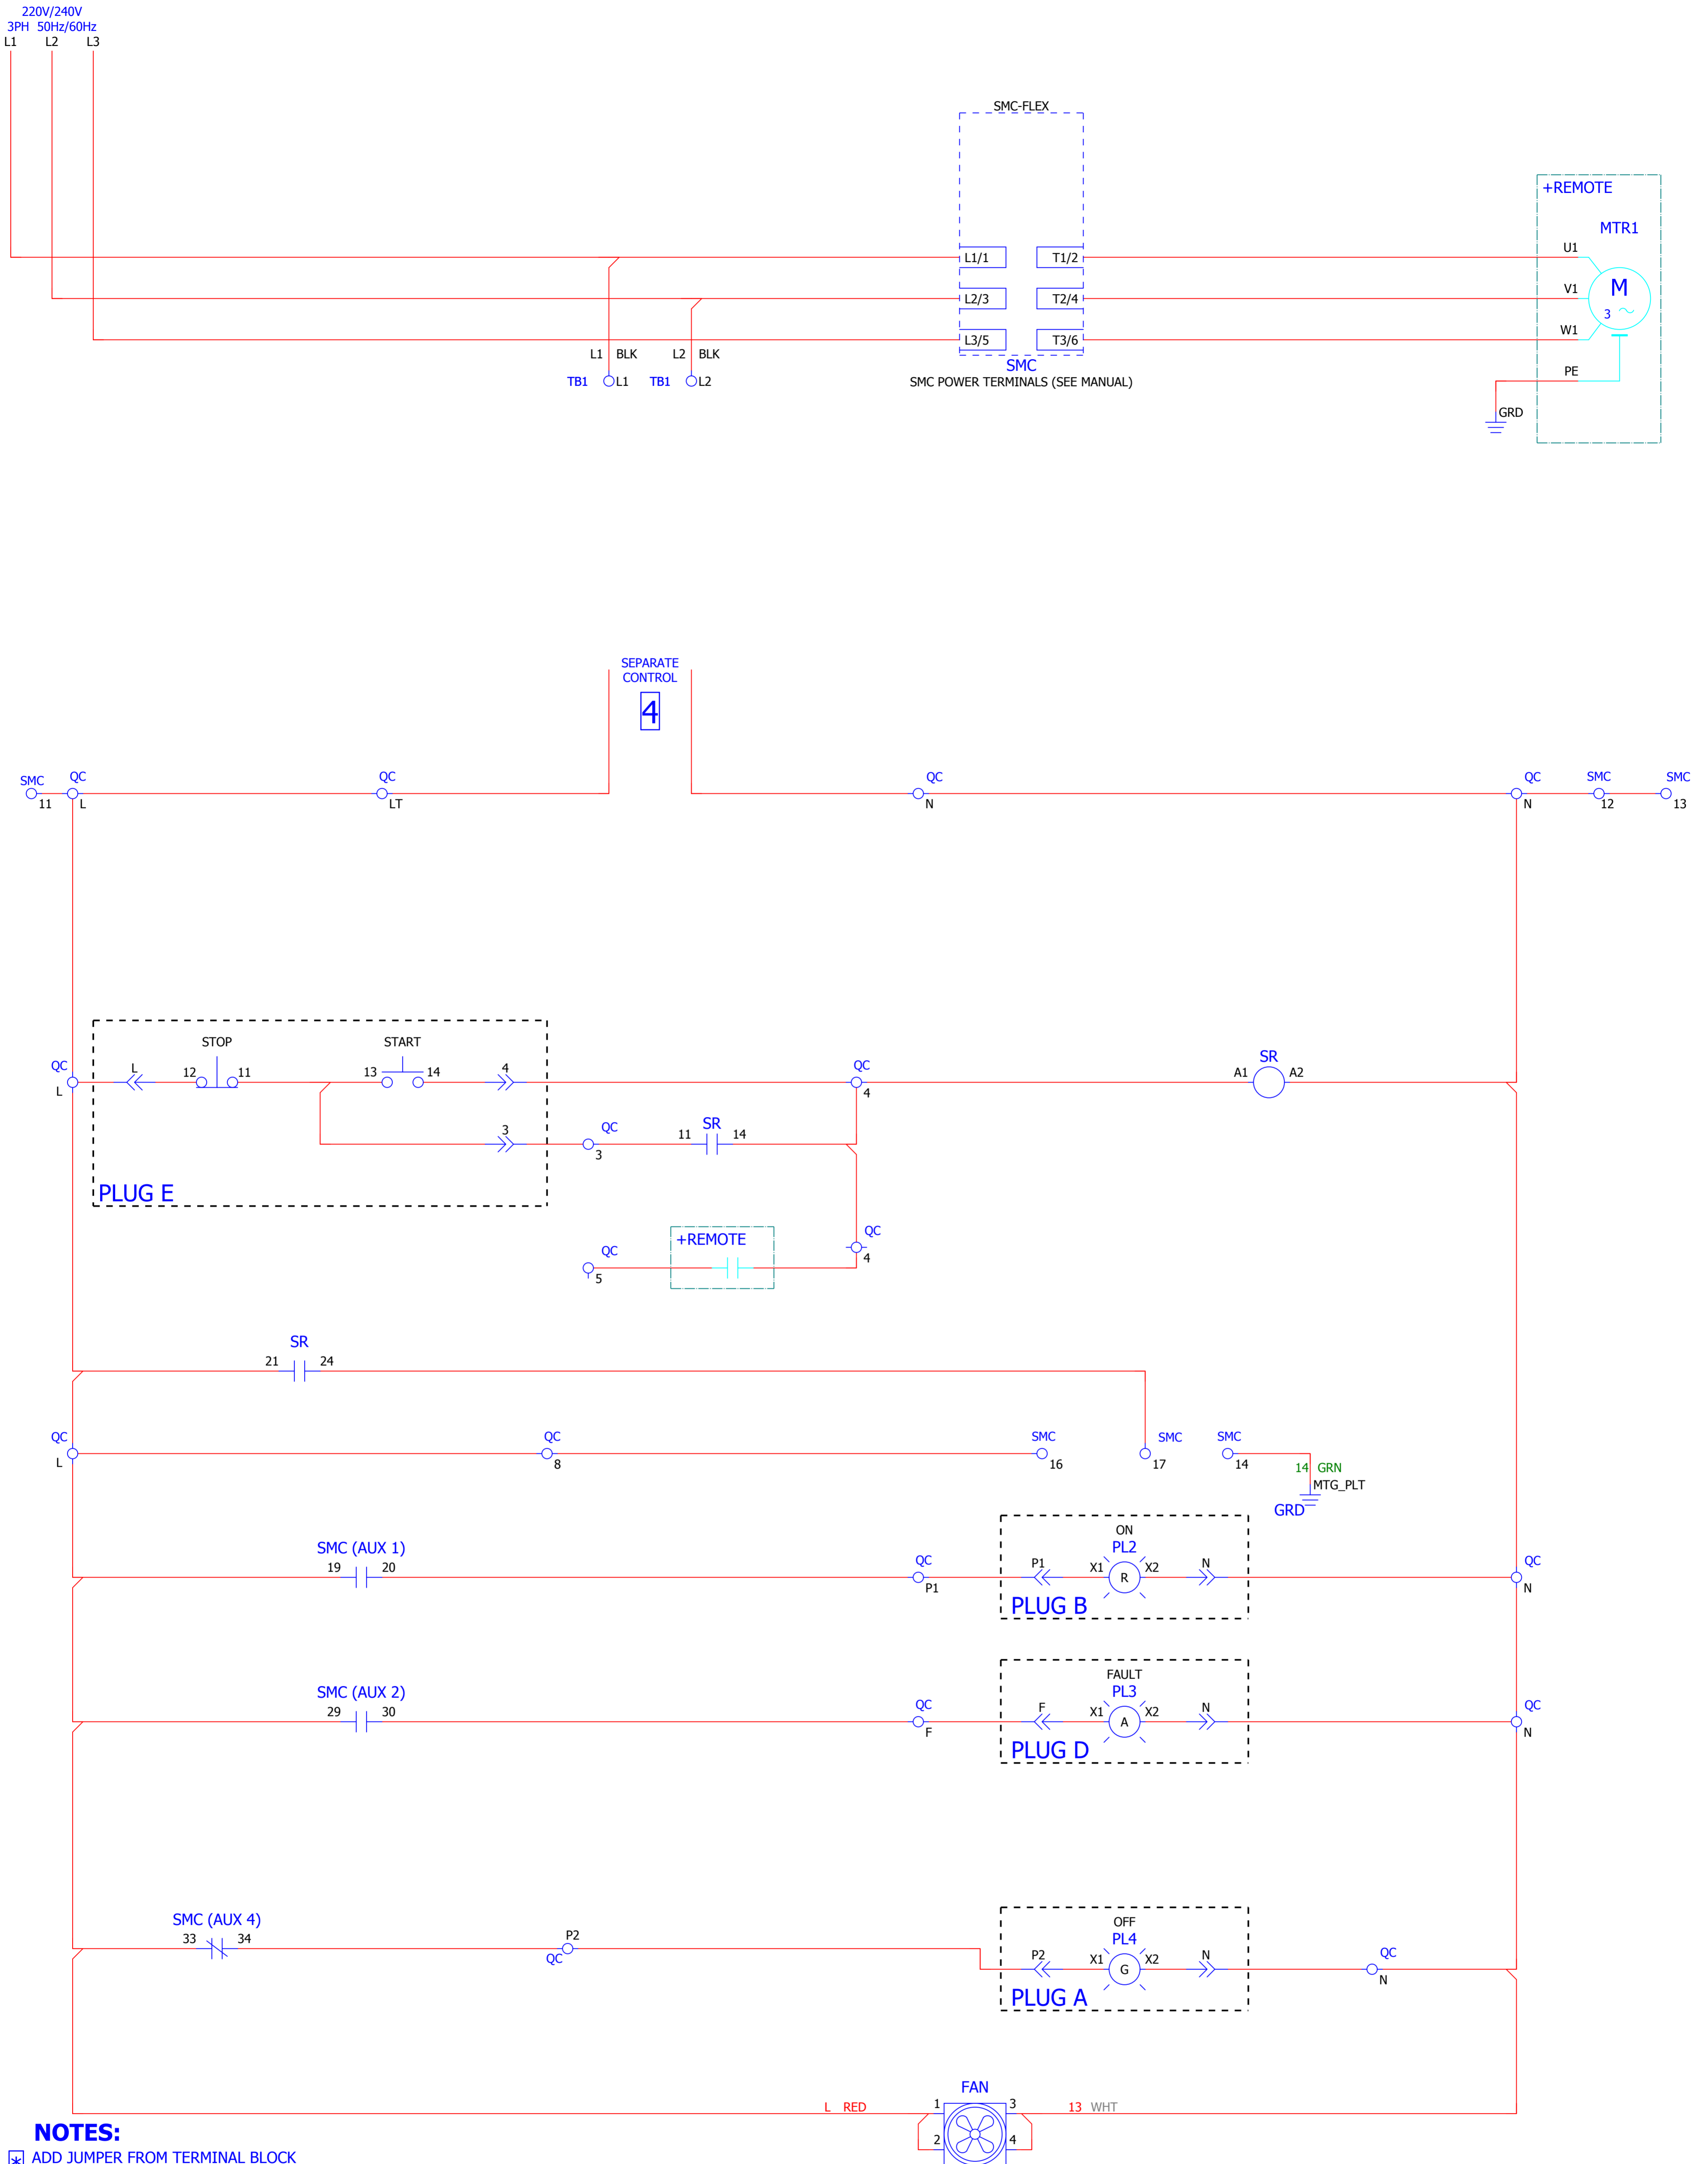 220V/240V
3PH 50Hz/60Hz
L1 L2 L3
SMC-FLEX
+REMOTE
MTR1
L1/1 T1/2 U1
L2/3 T2/4 V1 M
3
L3/5 T3/6 W1
L1 BLK L2 BLK
SMC
SMC POWER TERMINALS (SEE MANUAL)
TB1 L1 TB1 L2
PE
GRD
SEPARATE
CONTROL
4
SMC QC QC QC QC SMC SMC
11 L LT N N 12 13
STOP START
QC L 12 11 13 14 4 QC SR
L 4 A1 A2
3 QC SR
11 14
3
PLUG E
QC +REMOTE QC
5 4
SR
21 24
QC QC SMC SMC SMC
L 8 16 17 14
14 GRN
MTG_PLT
GRD
ON
SMC (AUX 1) PL2
19 20 QC P1 X1 X2 N QC
R
P1 N
PLUG B
FAULT
SMC (AUX 2) PL3
29 30 QC F X1 X2 N QC
A
F N
PLUG D
OFF
SMC (AUX 4) PL4
33 34 P2 P2 X1 X2 N QC
QC G N
PLUG A
FAN
L RED 1 3 13 WHT
2 4
NOTES:
* ADD JUMPER FROM TERMINAL BLOCK